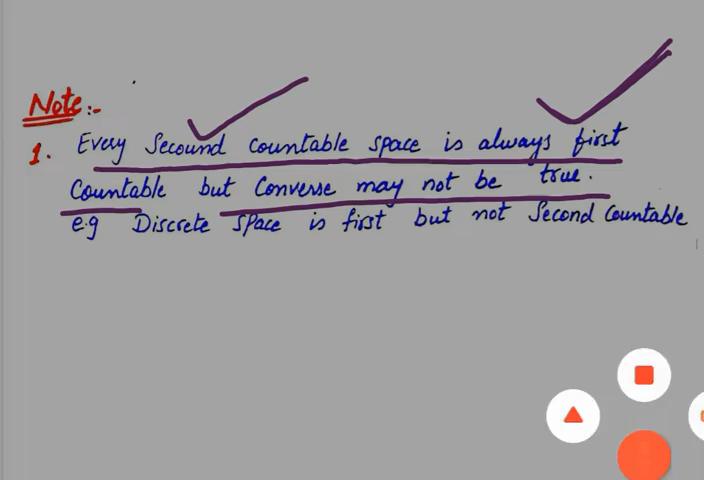 Note:-
1. Every Secound Countable space is always first
Countable but Converse may not be true.
e.g Discrete space is first but not Second Countable